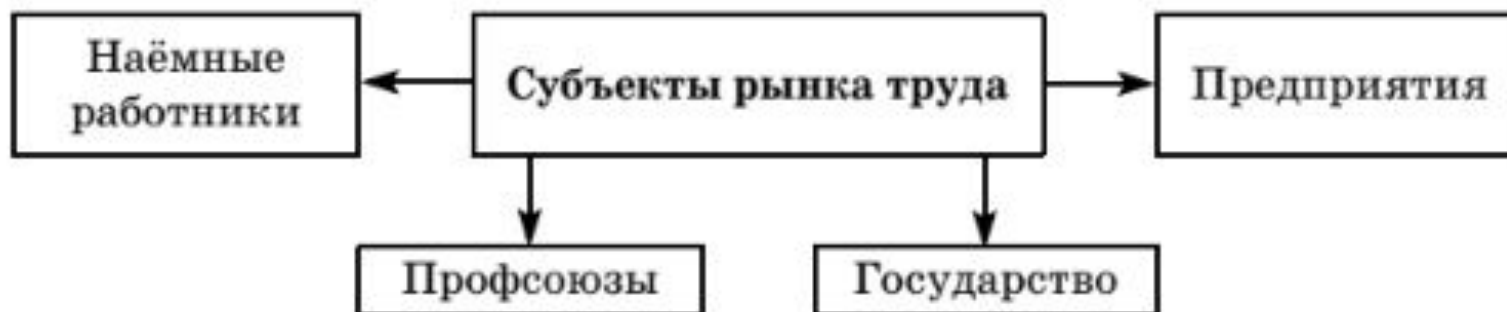 Наёмные
работники
Субъекты рынка труда
Предприятия
Профсоюзы
Государство